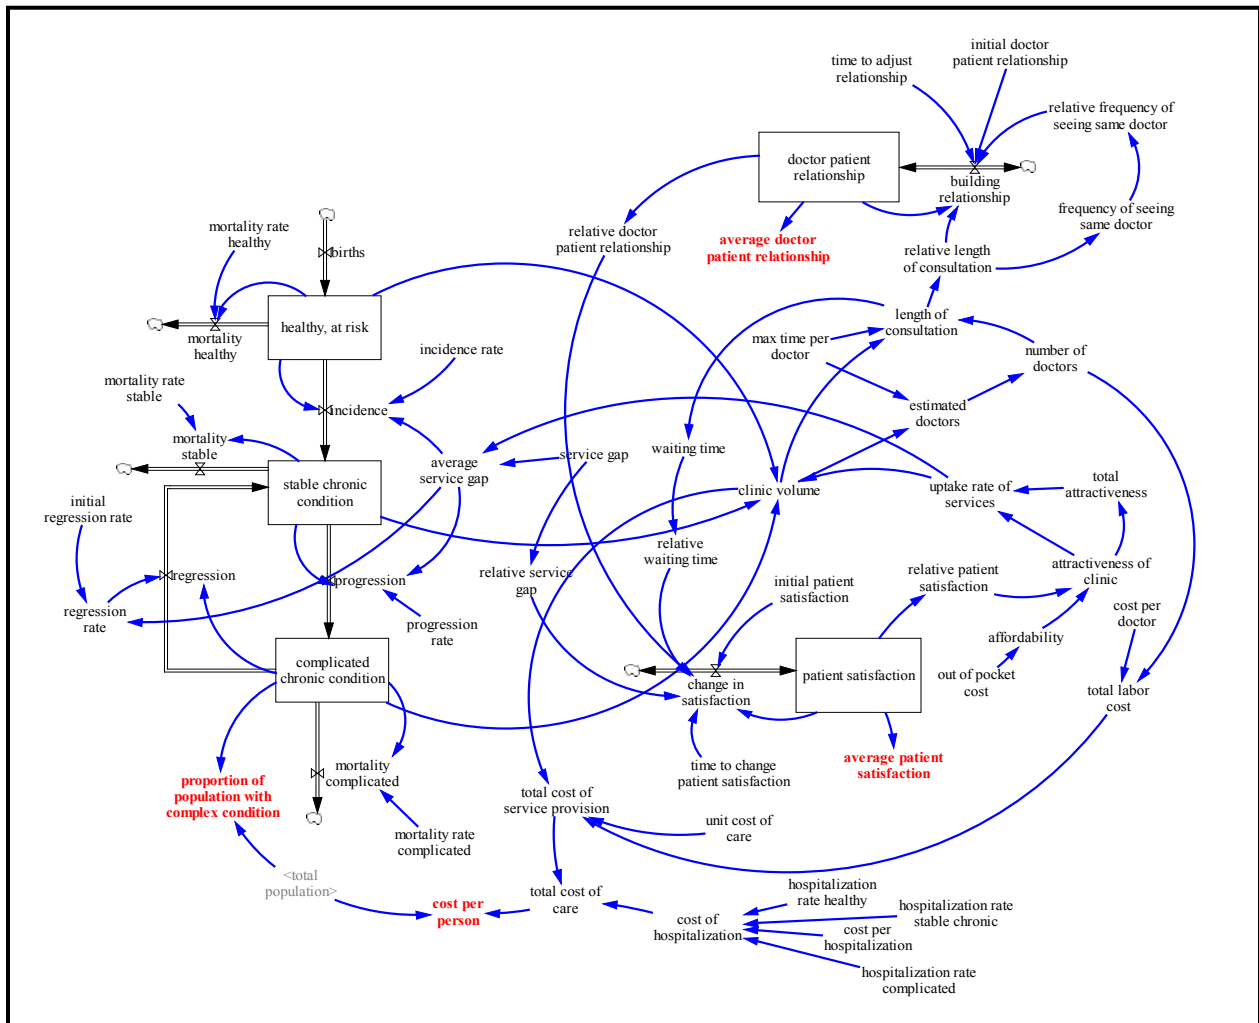 time to adjust
relationship
initial doctor
patient relationship
relative frequency of
seeing same doctor
doctor patient
relationship
building
relationship
frequency of seeing
same doctor
mortality rate
healthy
births
relative doctor
patient relationship
average doctor
patient relationship
relative length
of consultation
healthy, at risk
mortality
healthy
length of
consultation
max time per
doctor
number of
doctors
incidence rate
mortality rate
stable
incidence
estimated
doctors
mortality
stable
average
service gap
service gap
waiting time
clinic volume
uptake rate of
services
total
attractiveness
stable chronic
condition
initial
regression rate
relative
waiting time
relative service
gap
regression
progression
initial patient
satisfaction
relative patient
satisfaction
attractiveness of
clinic
regression
rate
progression
rate
affordability
cost per
doctor
complicated
chronic condition
change in
satisfaction
patient satisfaction
out of pocket
cost
total labor
cost
mortality
complicated
time to change
patient satisfaction
average patient
satisfaction
proportion of
population with
complex condition
total cost of
service provision
unit cost of
care
mortality rate
complicated
<total
population>
cost per
person
total cost of
care
cost of
hospitalization
hospitalization
rate healthy
hospitalization rate
stable chronic
cost per
hospitalization
hospitalization rate
complicated